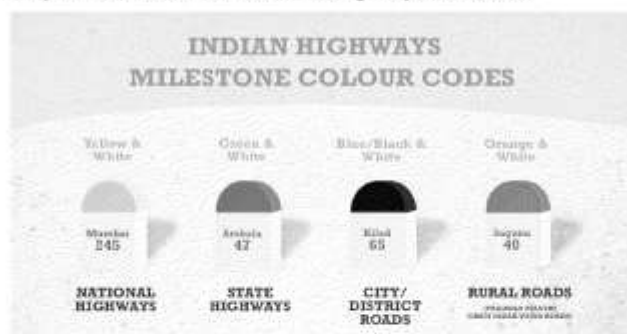 INDIAN HIGHWAYS
MILESTONE COLOUR CODES
Yellow &
White
Green &
White
Blue/Black &
White
Orange &
White
Mumbai
245
Ambala
47
65
40
NATIONAL
HIGHWAYS
STATE
HIGHWAYS
CITY/
DISTRICT
ROADS
RURAL ROADS